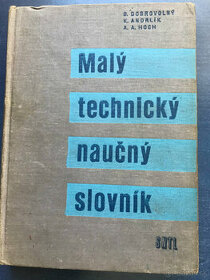 B. DOBROVOLNÝ
K. ANDRLÍK
A. A. HOCH
Malý
technický
naučný
slovník
SNTL